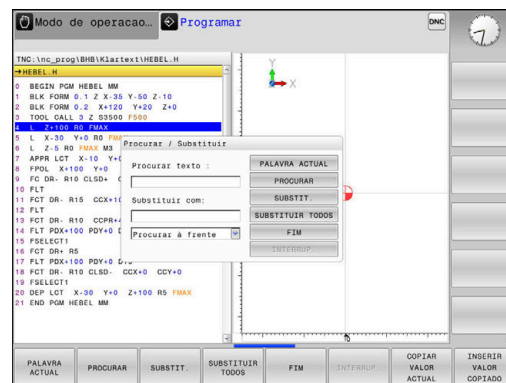 Modo de operacao...
Programar
DNC
TNC:\nc_prog\BHB\Klartext\HEBEL.H
→HEBEL.H
0 BEGIN PGM HEBEL MM
1 BLK FORM 0.1 Z X-35 Y-50 Z-10
2 BLK FORM 0.2 X+120 Y+20 Z+0
3 TOOL CALL 3 Z S3500 F500
4 L Z+100 R0 FMAX
5 L X-30 Y+0 R0 FMAX
6 L Z-5 R0 FMAX M3
7 APPR LCT X-10 Y+0
8 FPOL X+100 Y+0
9 FC DR- R10 CLSD+
10 FLT
11 FCT DR- R15 CCX+10
12 FLT
13 FCT DR- R10 CCPR+
14 FLT PDX+100 PDY+0
15 FSELECT1
16 FCT DR+ R5
17 FLT PDX+100 PDY+0
18 FCT DR- R10 CLSD- CCX+0 CCY+0
19 FSELECT1
20 DEP LCT X-30 Y+0 Z+100 R5 FMAX
21 END PGM HEBEL MM
Y
X
Procurar / Substituir
Procurar texto :
Substituir com:
Procurar à frente
PALAVRA ACTUAL
PROCURAR
SUBSTIT.
SUBSTITUIR TODOS
FIM
INTERRUP.
PALAVRA ACTUAL
PROCURAR
SUBSTIT.
SUBSTITUIR TODOS
FIM
INTERRUP.
COPIAR VALOR ACTUAL
INSERIR VALOR COPIADO